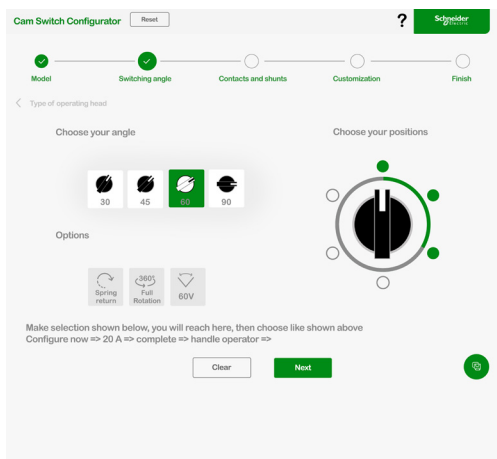 Cam Switch Configurator
Reset
?
Schneider
Electric
Model
Switching angle
Contacts and shunts
Customization
Finish
Type of operating head
Choose your angle
Choose your positions
30
45
60
90
Options
Spring
return
360°
Full
Rotation
60V
Make selection shown below, you will reach here, then choose like shown above
Configure now => 20 A => complete => handle operator =>
Clear
Next